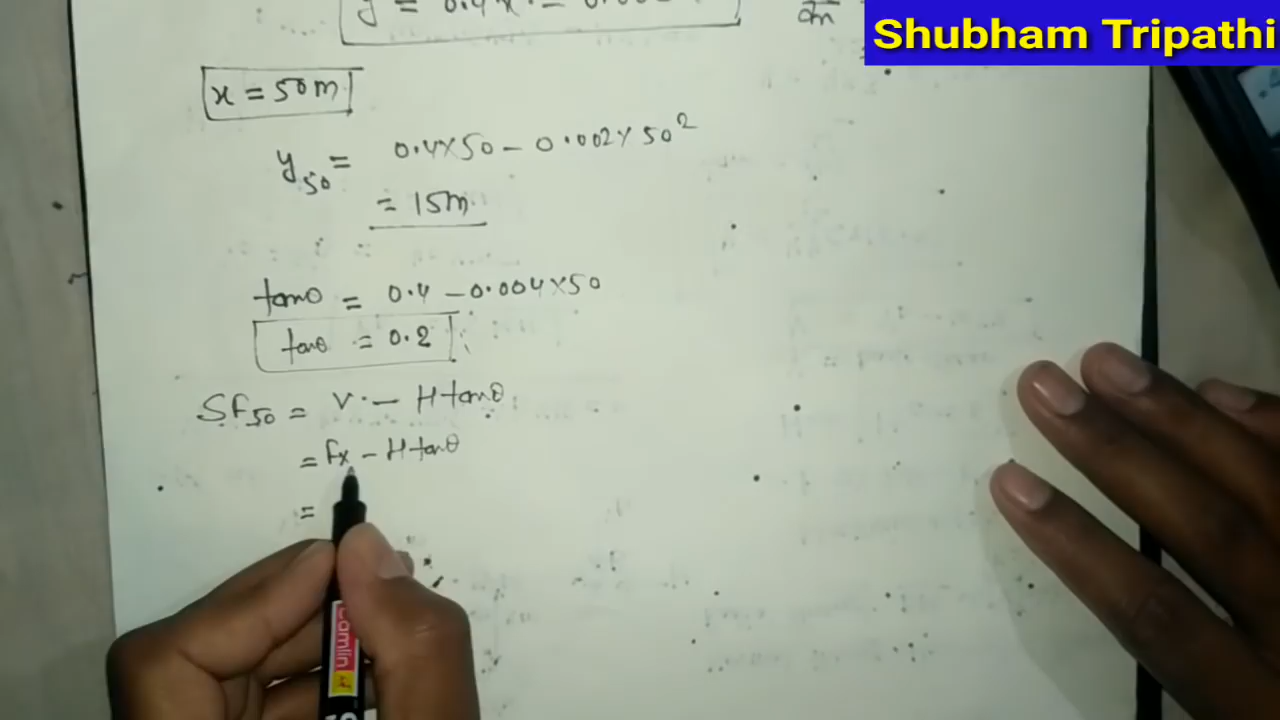 Shubham Tripathi
x = 50m
y50 = 0.4×50 - 0.002×50²
= 15m
tanθ = 0.4 - 0.004×50
tanθ = 0.2
SF50 = V - H tanθ
= Fx - H tanθ
=
camlin